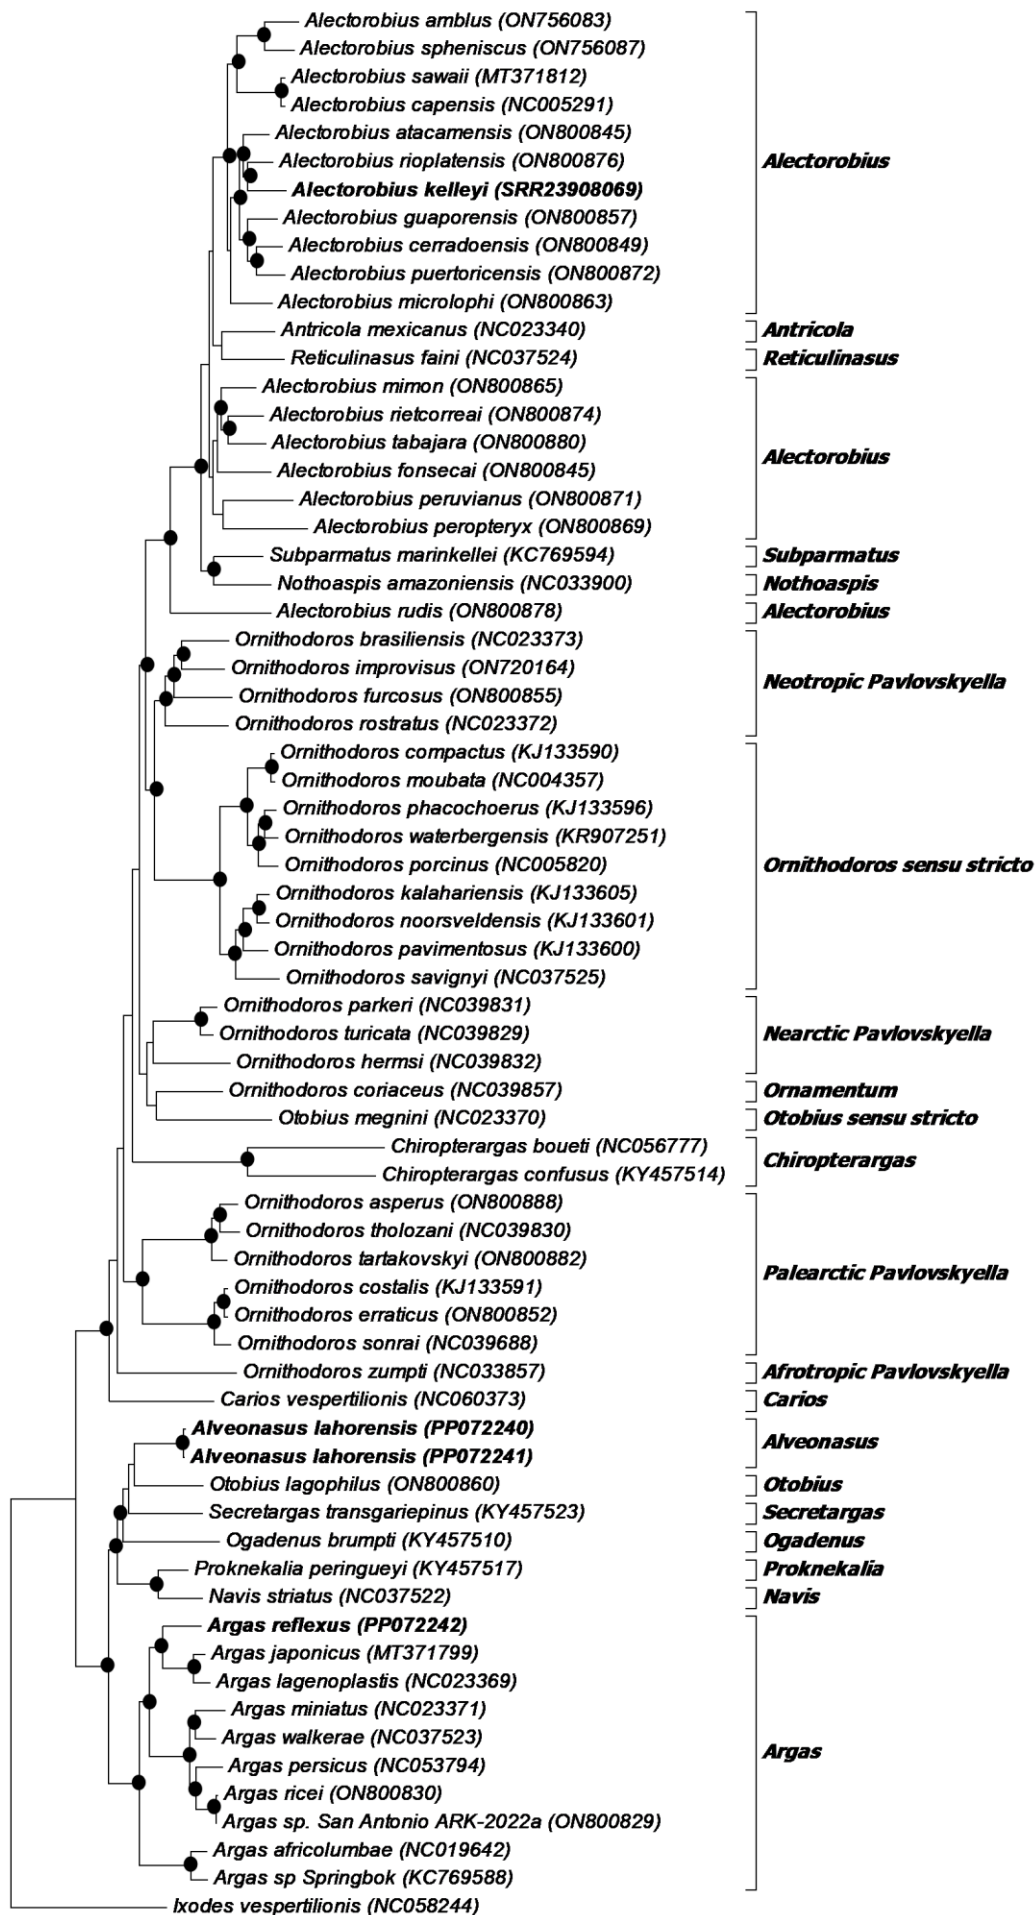 Alectorobius amblus (ON756083)
Alectorobius spheniscus (ON756087)
Alectorobius sawaii (MT371812)
Alectorobius capensis (NC005291)
Alectorobius atacamensis (ON800845)
Alectorobius rioplatensis (ON800876)
Alectorobius
Alectorobius kelleyi (SRR23908069)
Alectorobius guaporensis (ON800857)
Alectorobius cerradoensis (ON800849)
Alectorobius puertoricensis (ON800872)
Alectorobius microlophi (ON800863)
Antricola mexicanus (NC023340)
Antricola
Reticulinasus faini (NC037524)
Reticulinasus
Alectorobius mimon (ON800865)
Alectorobius rietcorreai (ON800874)
Alectorobius tabajara (ON800880)
Alectorobius
Alectorobius fonsecai (ON800845)
Alectorobius peruvianus (ON800871)
Alectorobius peropteryx (ON800869)
Subparmatus marinkellei (KC769594)
Subparmatus
Nothoaspis amazoniensis (NC033900)
Nothoaspis
Alectorobius rudis (ON800878)
Alectorobius
Ornithodoros brasiliensis (NC023373)
Ornithodoros improvisus (ON720164)
Neotropic Pavlovskyella
Ornithodoros furcosus (ON800855)
Ornithodoros rostratus (NC023372)
Ornithodoros compactus (KJ133590)
Ornithodoros moubata (NC004357)
Ornithodoros phacochoerus (KJ133596)
Ornithodoros waterbergensis (KR907251)
Ornithodoros porcinus (NC005820)
Ornithodoros sensu stricto
Ornithodoros kalahariensis (KJ133605)
Ornithodoros noorsveldensis (KJ133601)
Ornithodoros pavimentosus (KJ133600)
Ornithodoros savignyi (NC037525)
Ornithodoros parkeri (NC039831)
Ornithodoros turicata (NC039829)
Nearctic Pavlovskyella
Ornithodoros hermsi (NC039832)
Ornithodoros coriaceus (NC039857)
Ornamentum
Otobius megnini (NC023370)
Otobius sensu stricto
Chiropterargas boueti (NC056777)
Chiropterargas
Chiropterargas confusus (KY457514)
Ornithodoros asperus (ON800888)
Ornithodoros tholozani (NC039830)
Ornithodoros tartakovskyi (ON800882)
Palearctic Pavlovskyella
Ornithodoros costalis (KJ133591)
Ornithodoros erraticus (ON800852)
Ornithodoros sonrai (NC039688)
Ornithodoros zumpti (NC033857)
Afrotropic Pavlovskyella
Carios vespertilionis (NC060373)
Carios
Alveonasus lahorensis (PP072240)
Alveonasus
Alveonasus lahorensis (PP072241)
Otobius lagophilus (ON800860)
Otobius
Secretargas transgariepinus (KY457523)
Secretargas
Ogadenus brumpti (KY457510)
Ogadenus
Proknekalia peringueyi (KY457517)
Proknekalia
Navis striatus (NC037522)
Navis
Argas reflexus (PP072242)
Argas japonicus (MT371799)
Argas lagenoplastis (NC023369)
Argas miniatus (NC023371)
Argas walkerae (NC037523)
Argas
Argas persicus (NC053794)
Argas ricei (ON800830)
Argas sp. San Antonio ARK-2022a (ON800829)
Argas africolumbae (NC019642)
Argas sp Springbok (KC769588)
Ixodes vespertilionis (NC058244)